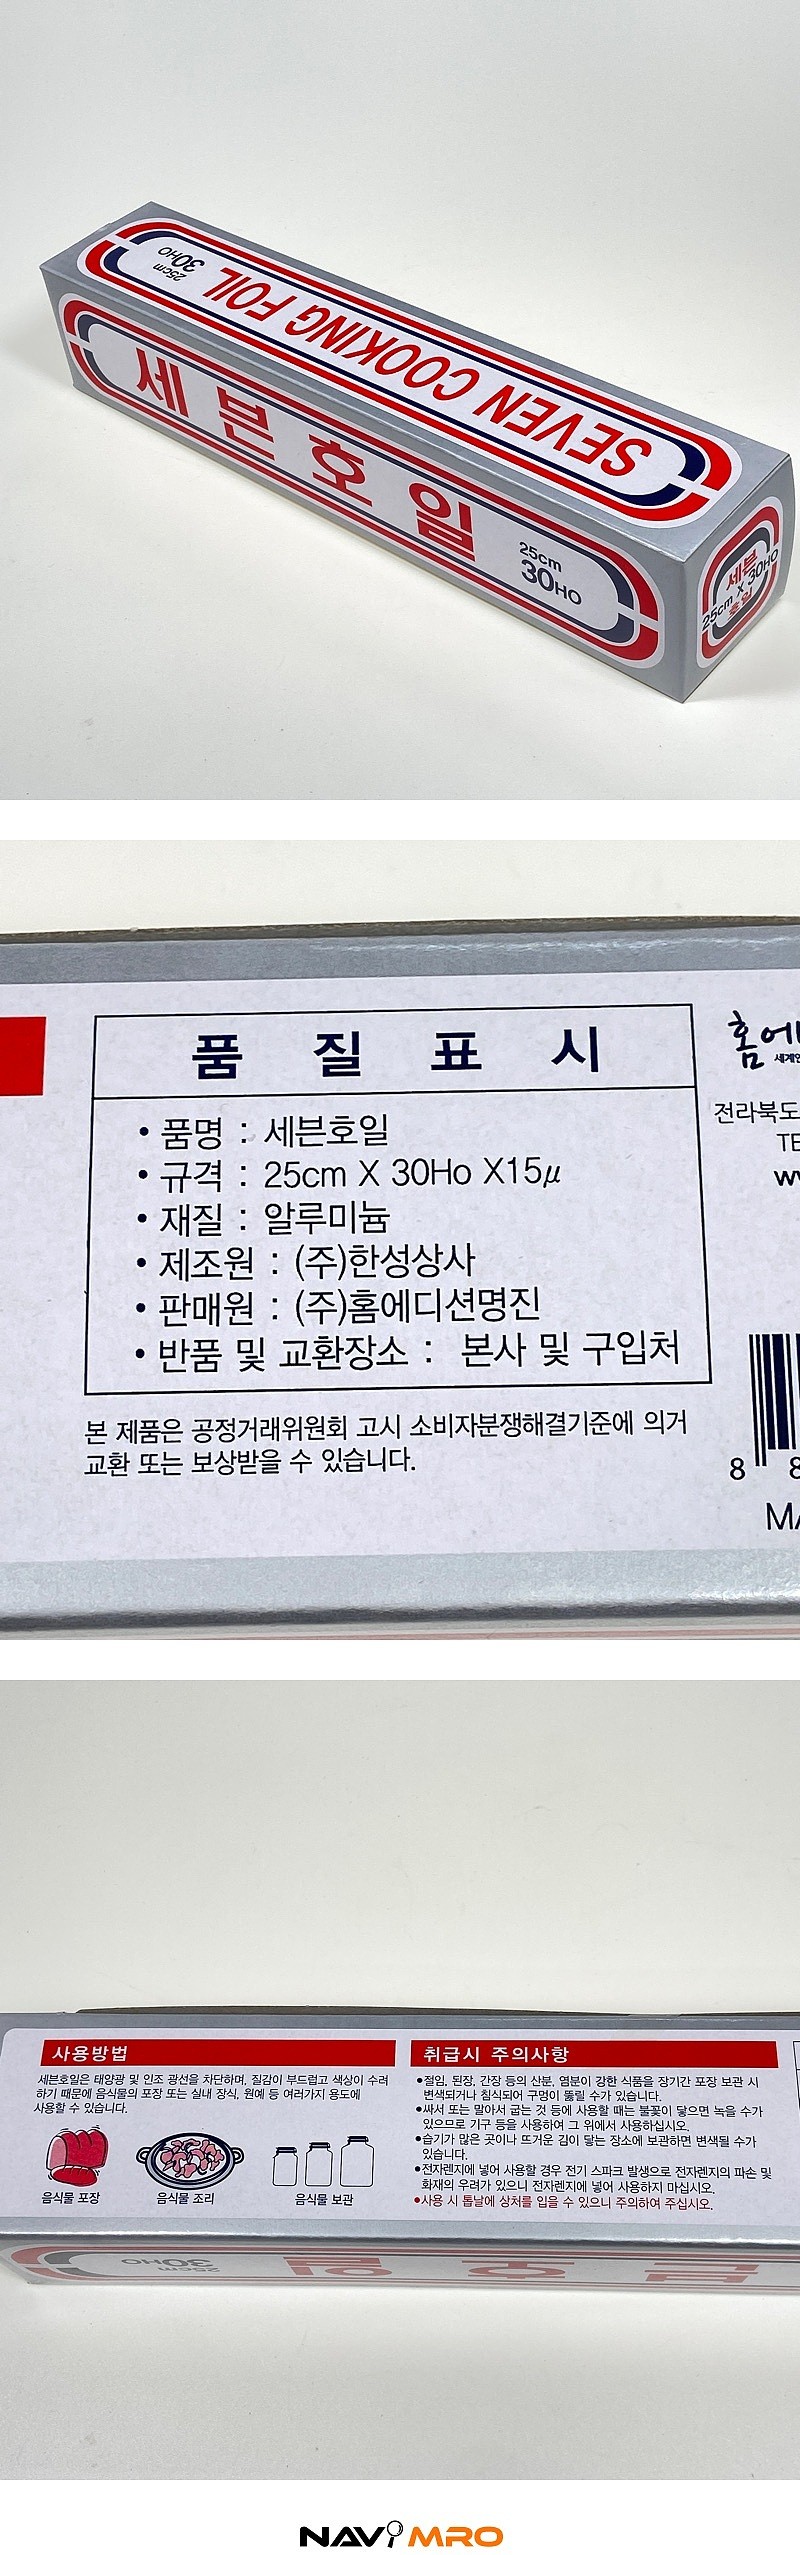 SEVEN COOKING FOIL
25cm
30HO
세븐호일
25cm
30HO
세븐
25cm X 30HO
호일
품 질 표 시
• 품명 : 세븐호일
• 규격 : 25cm X 30Ho X15μ
• 재질 : 알루미늄
• 제조원 : (주)한성상사
• 판매원 : (주)홈에디션명진
• 반품 및 교환장소 : 본사 및 구입처
본 제품은 공정거래위원회 고시 소비자분쟁해결기준에 의거
교환 또는 보상받을 수 있습니다.
전라북도
8 8
사용방법
세븐호일은 태양광 및 인조 광선을 차단하며, 질감이 부드럽고 색상이 수려
하기 때문에 음식물의 포장 또는 실내 장식, 원예 등 여러가지 용도에
사용할 수 있습니다.
음식물 포장
음식물 조리
음식물 보관
취급시 주의사항
•절임, 된장, 간장 등의 산분, 염분이 강한 식품을 장기간 포장 보관 시
변색되거나 침식되어 구멍이 뚫릴 수가 있습니다.
•싸서 또는 말아서 굽는 것 등에 사용할 때는 불꽃이 닿으면 녹을 수가
있으므로 기구 등을 사용하여 그 위에서 사용하십시오.
•습기가 많은 곳이나 뜨거운 김이 닿는 장소에 보관하면 변색될 수가
있습니다.
•전자렌지에 넣어 사용할 경우 전기 스파크 발생으로 전자렌지의 파손 및
화재의 우려가 있으니 전자렌지에 넣어 사용하지 마십시오.
•사용 시 톱날에 상처를 입을 수 있으니 주의하여 주십시오.
25cm
30HO
NAVI MRO